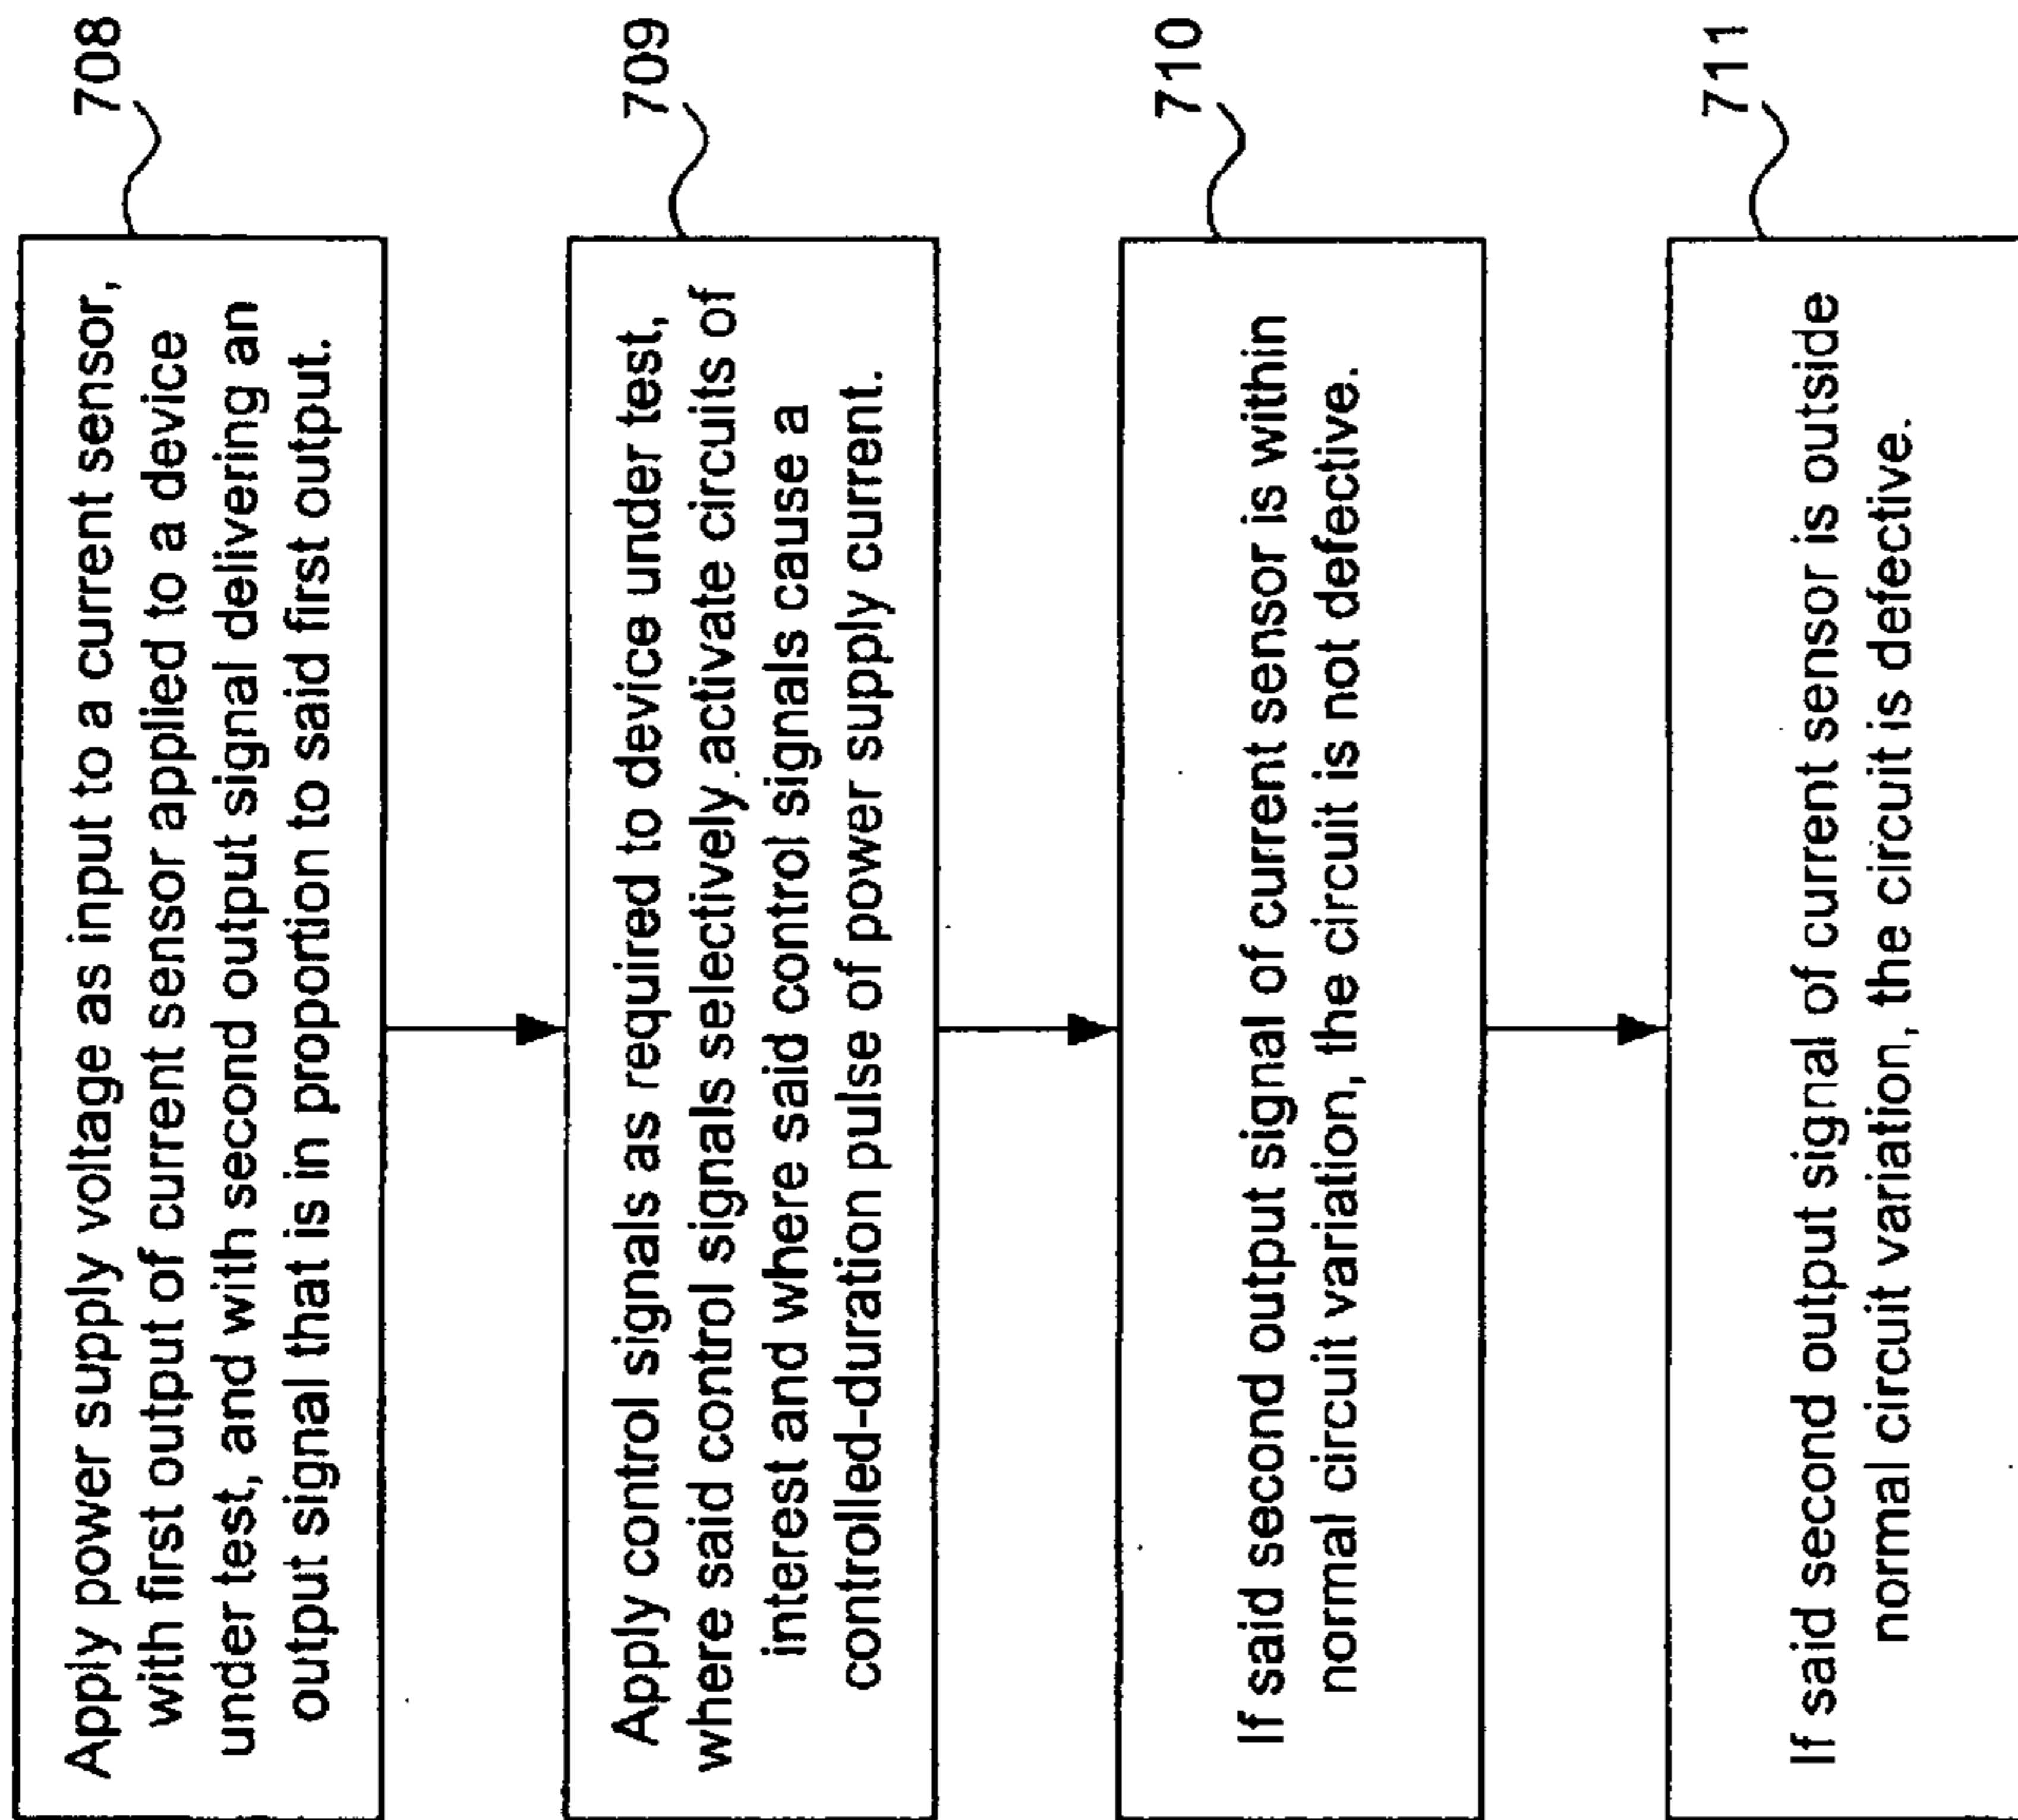 708
Apply power supply voltage as input to a current sensor,
with first output of current sensor applied to a device
under test, and with second output signal delivering an
output signal that is in proportion to said first output.
709
Apply control signals as required to device under test,
where said control signals selectively activate circuits of
interest and where said control signals cause a
controlled-duration pulse of power supply current.
710
If said second output signal of current sensor is within
normal circuit variation, the circuit is not defective.
711
If said second output signal of current sensor is outside
normal circuit variation, the circuit is defective.